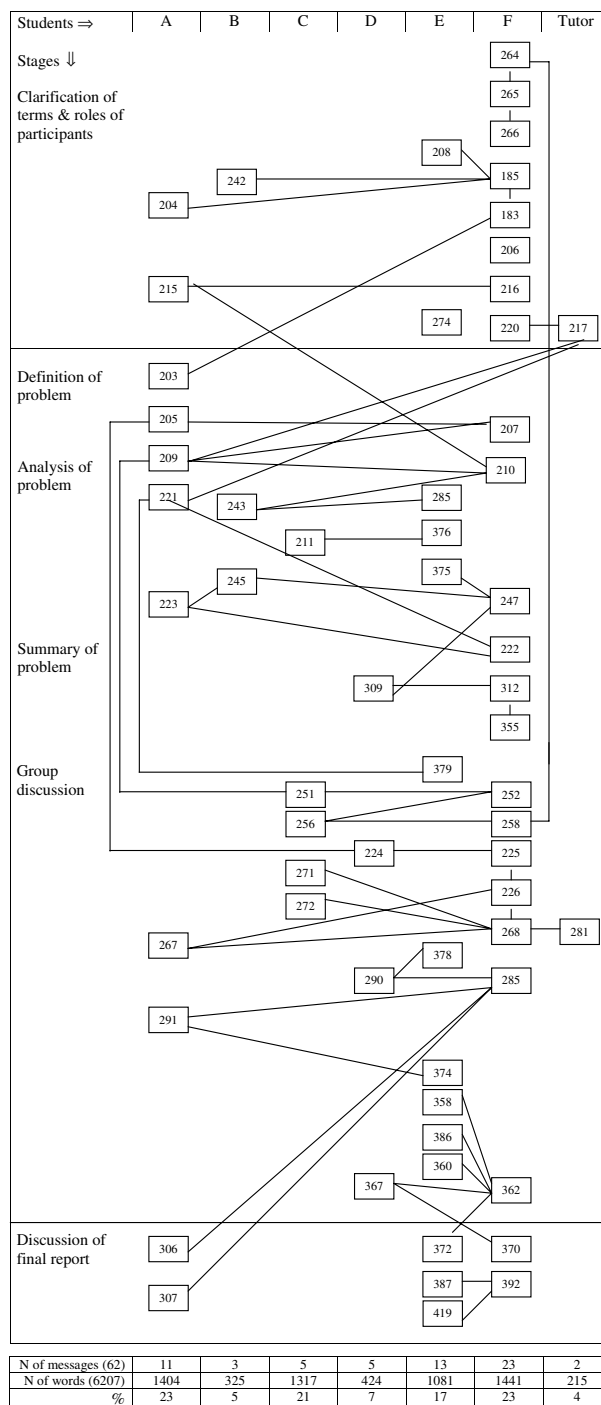 Students ⇒ A B C D E F Tutor
Stages ⇓ 264
Clarification of 265
terms & roles of
participants 266
208
242 185
204 183
206
215 216
274 220 217
Definition of 203
problem
205 207
Analysis of 209 210
problem
221 243 285
211 376
245 375
223 247
Summary of 222
problem
309 312
355
Group 379
discussion
251 252
256 258
224 225
271 226
272
267 268 281
378
290 285
291
374
358
386
360
367 362
Discussion of 306 372 370
final report
307 387 392
419
N of messages (62) 11 3 5 5 13 23 2
N of words (6207) 1404 325 1317 424 1081 1441 215
% 23 5 21 7 17 23 4